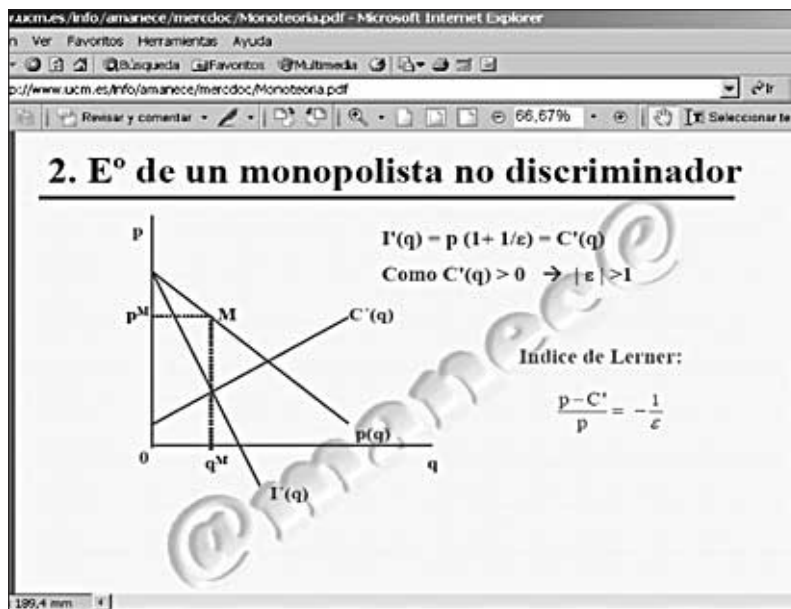 .ucm.es/info/amanece/mercdoc/Monoteoria.pdf - Microsoft Internet Explorer
n Ver Favoritos Herramientas Ayuda
Búsqueda Favoritos Multimedia
p://www.ucm.es/info/amanece/mercdoc/Monoteoria.pdf Ir
Revisar y comentar 66,67% Seleccionar te
2. Eº de un monopolista no discriminador
p
I'(q) = p (1+ 1/ε) = C'(q)
Como C'(q) > 0 → | ε | >1
pᴹ M C´(q)
Indice de Lerner:
p – C' / p = - 1 / ε
p(q)
0 qᴹ q
I´(q)
@manece@
189,4 mm